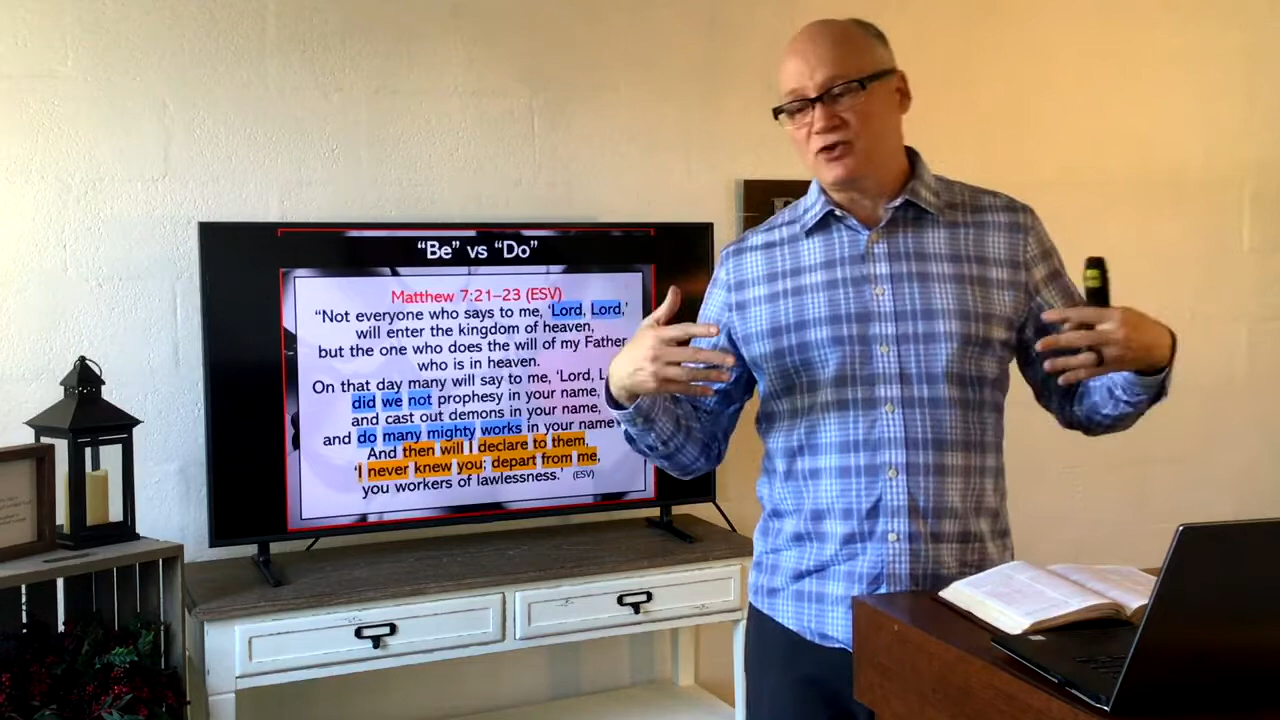 “Be” vs “Do”
Matthew 7:21–23 (ESV)
“Not everyone who says to me, ‘Lord, Lord,’
will enter the kingdom of heaven,
but the one who does the will of my Father
who is in heaven.
On that day many will say to me, ‘Lord, L
did we not prophesy in your name,
and cast out demons in your name,
and do many mighty works in your name
And then will I declare to them,
‘I never knew you; depart from me,
you workers of lawlessness.’ (ESV)